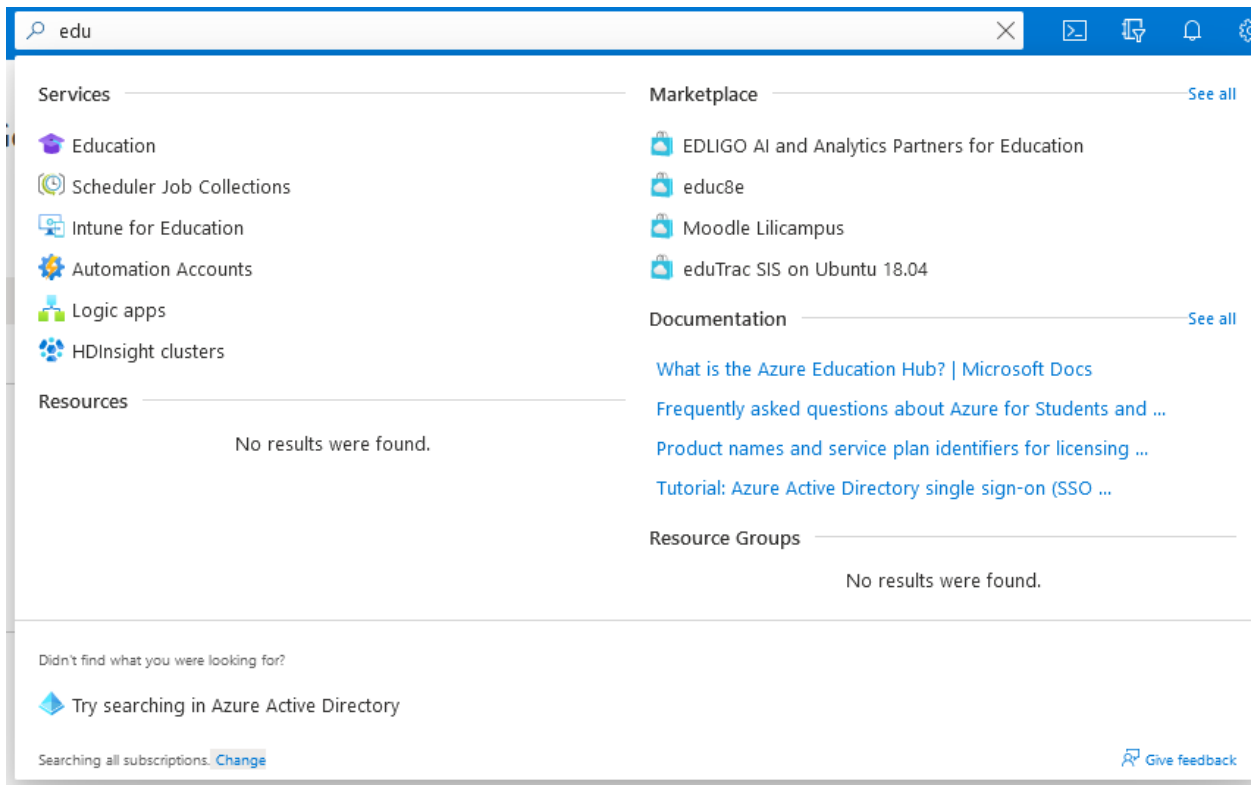 edu
Services
Education
Scheduler Job Collections
Intune for Education
Automation Accounts
Logic apps
HDInsight clusters
Resources
No results were found.
Marketplace
See all
EDLIGO AI and Analytics Partners for Education
educ8e
Moodle Lilicampus
eduTrac SIS on Ubuntu 18.04
Documentation
See all
What is the Azure Education Hub? | Microsoft Docs
Frequently asked questions about Azure for Students and ...
Product names and service plan identifiers for licensing ...
Tutorial: Azure Active Directory single sign-on (SSO ...
Resource Groups
No results were found.
Didn't find what you were looking for?
Try searching in Azure Active Directory
Searching all subscriptions. Change
Give feedback